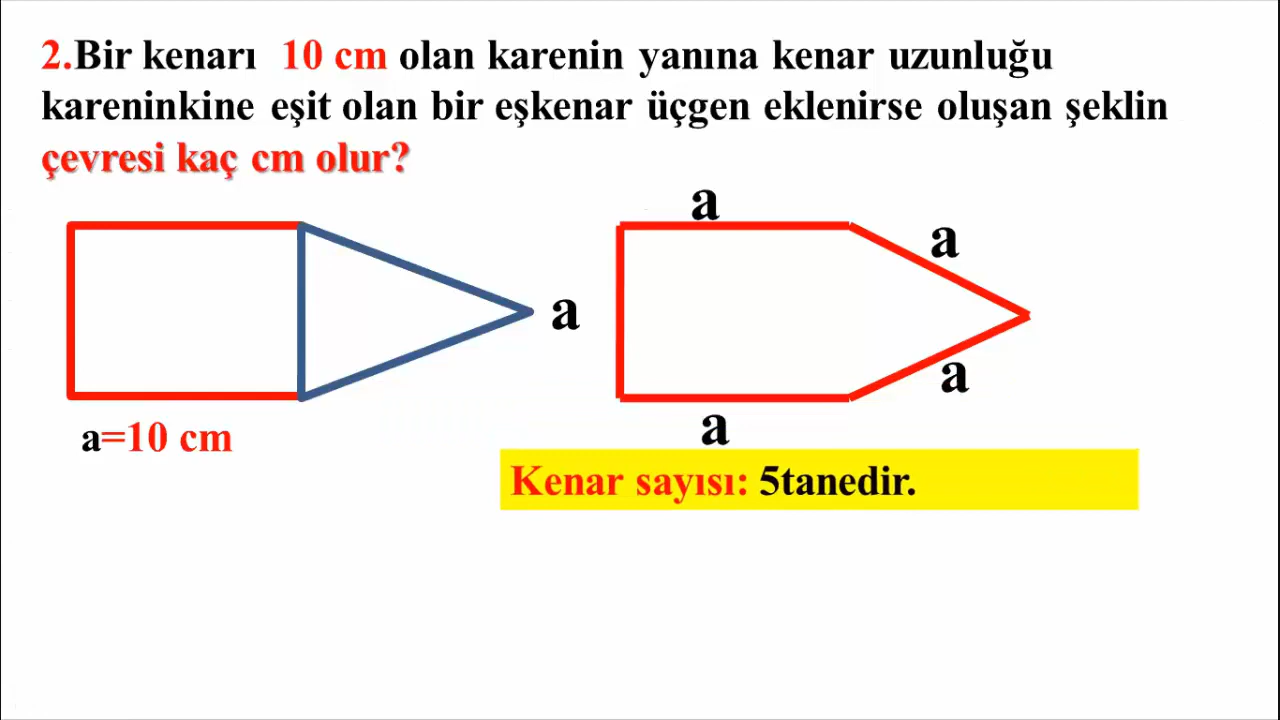 2.Bir kenarı 10 cm olan karenin yanına kenar uzunluğu
kareninkine eşit olan bir eşkenar üçgen eklenirse oluşan şeklin
çevresi kaç cm olur?
a
a
a
a
a
a=10 cm
Kenar sayısı: 5tanedir.